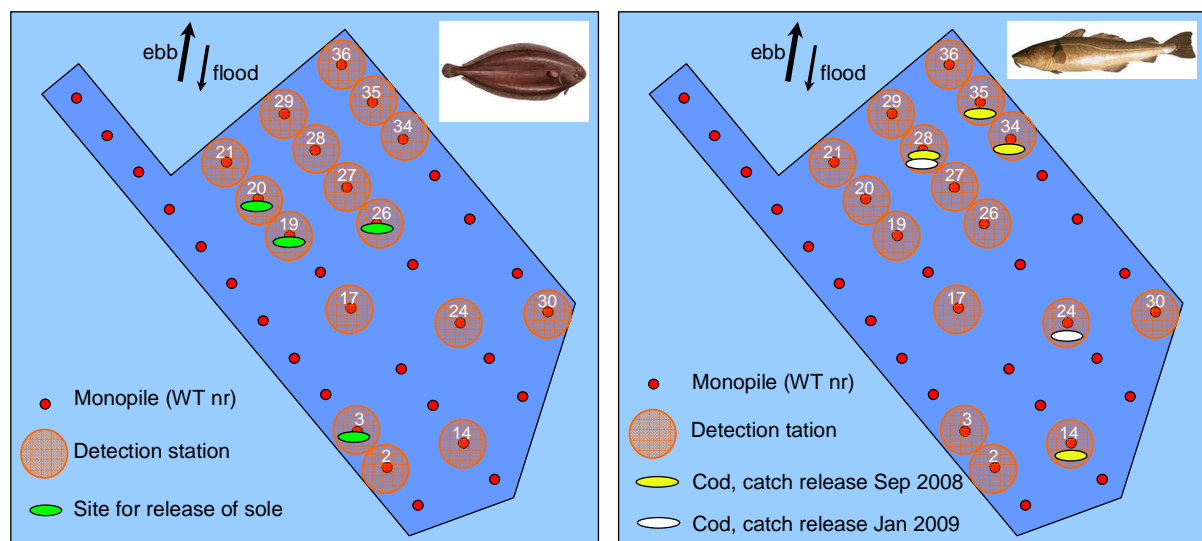 ebb
flood
36
35
34
29
28
27
26
21
20
19
17
24
30
3
2
14
Monopile (WT nr)
Detection station
Site for release of sole
ebb
flood
36
35
34
29
28
27
26
21
20
19
17
24
30
3
2
14
Monopile (WT nr)
Detection tation
Cod, catch release Sep 2008
Cod, catch release Jan 2009